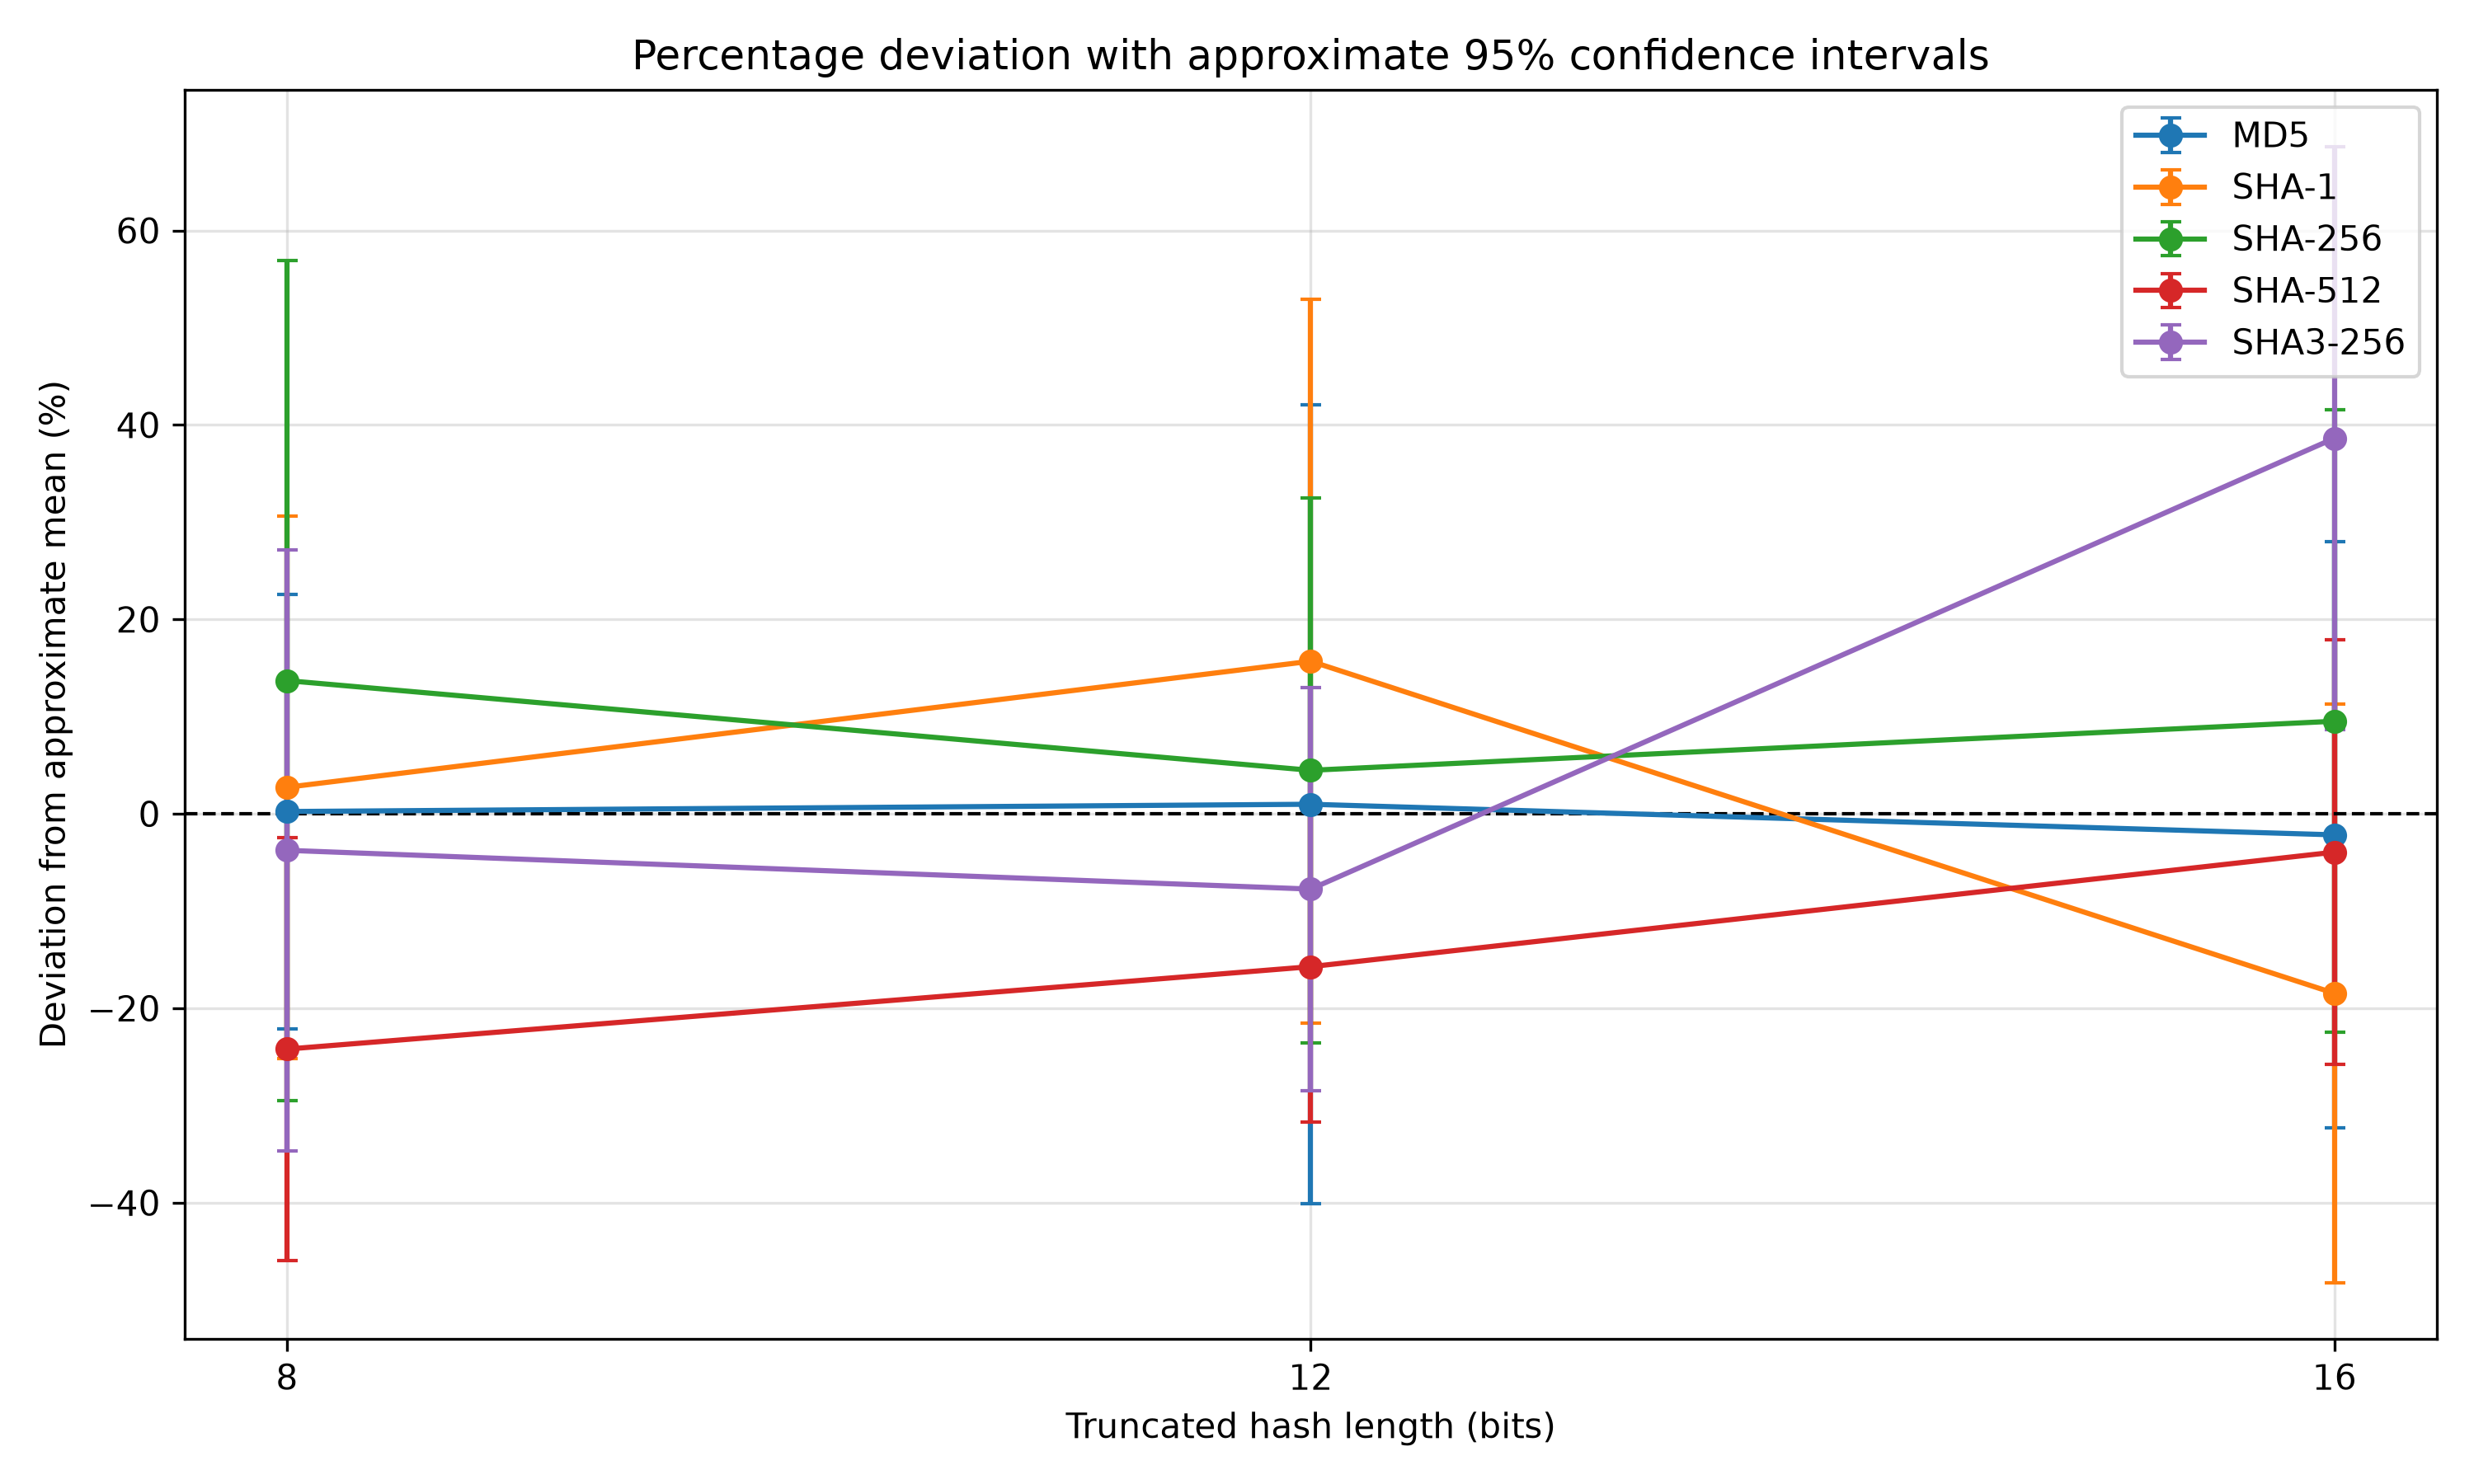 Percentage deviation with approximate 95% confidence intervals
MD5
SHA-1
SHA-256
SHA-512
SHA3-256
60
40
20
0
−20
−40
Deviation from approximate mean (%)
8
12
16
Truncated hash length (bits)